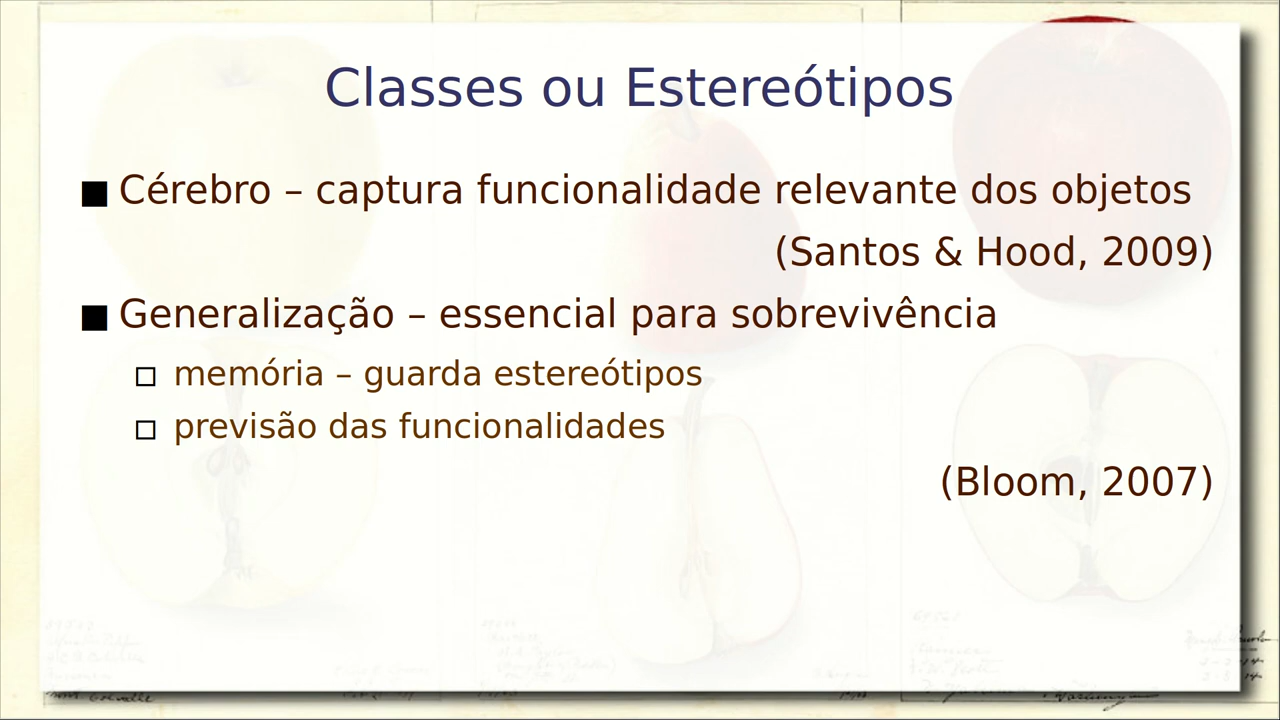 Classes ou Estereótipos
■ Cérebro – captura funcionalidade relevante dos objetos
(Santos & Hood, 2009)
■ Generalização – essencial para sobrevivência
□ memória – guarda estereótipos
□ previsão das funcionalidades
(Bloom, 2007)